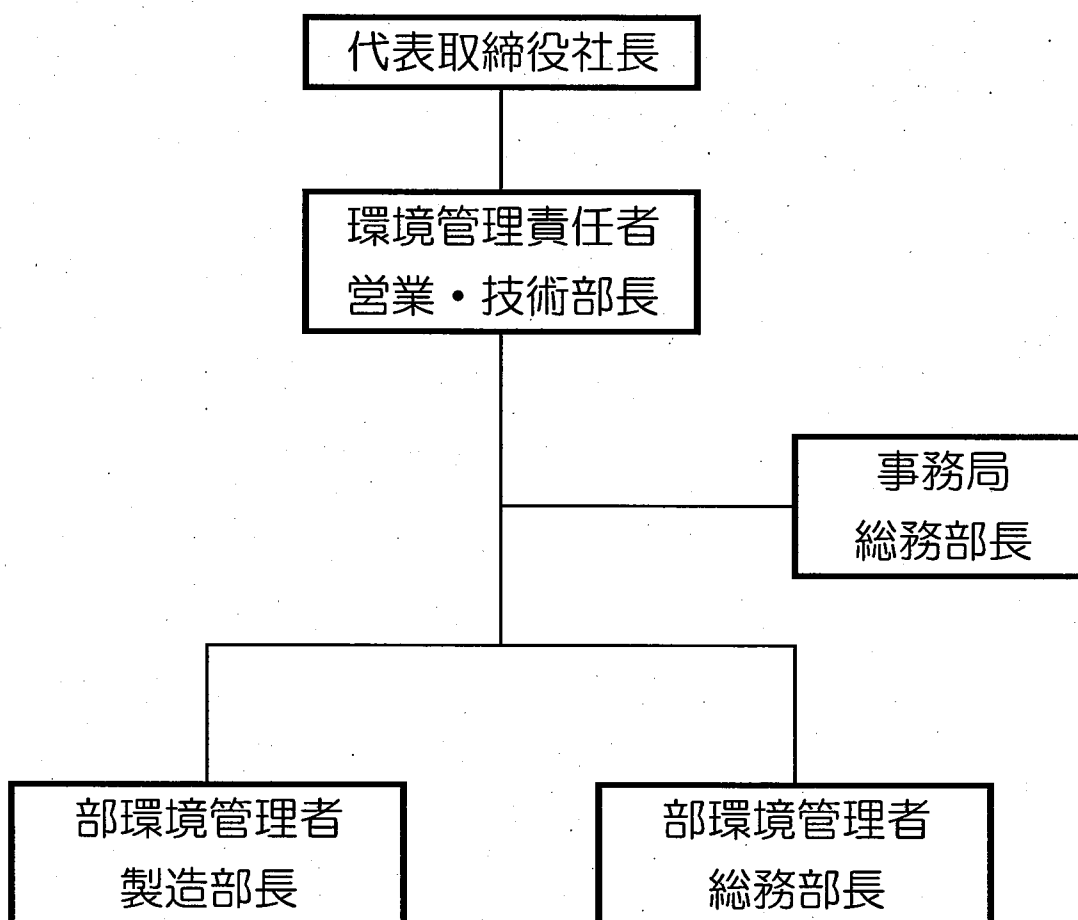 代表取締役社長
環境管理責任者
営業・技術部長
事務局
総務部長
部環境管理者
製造部長
部環境管理者
総務部長